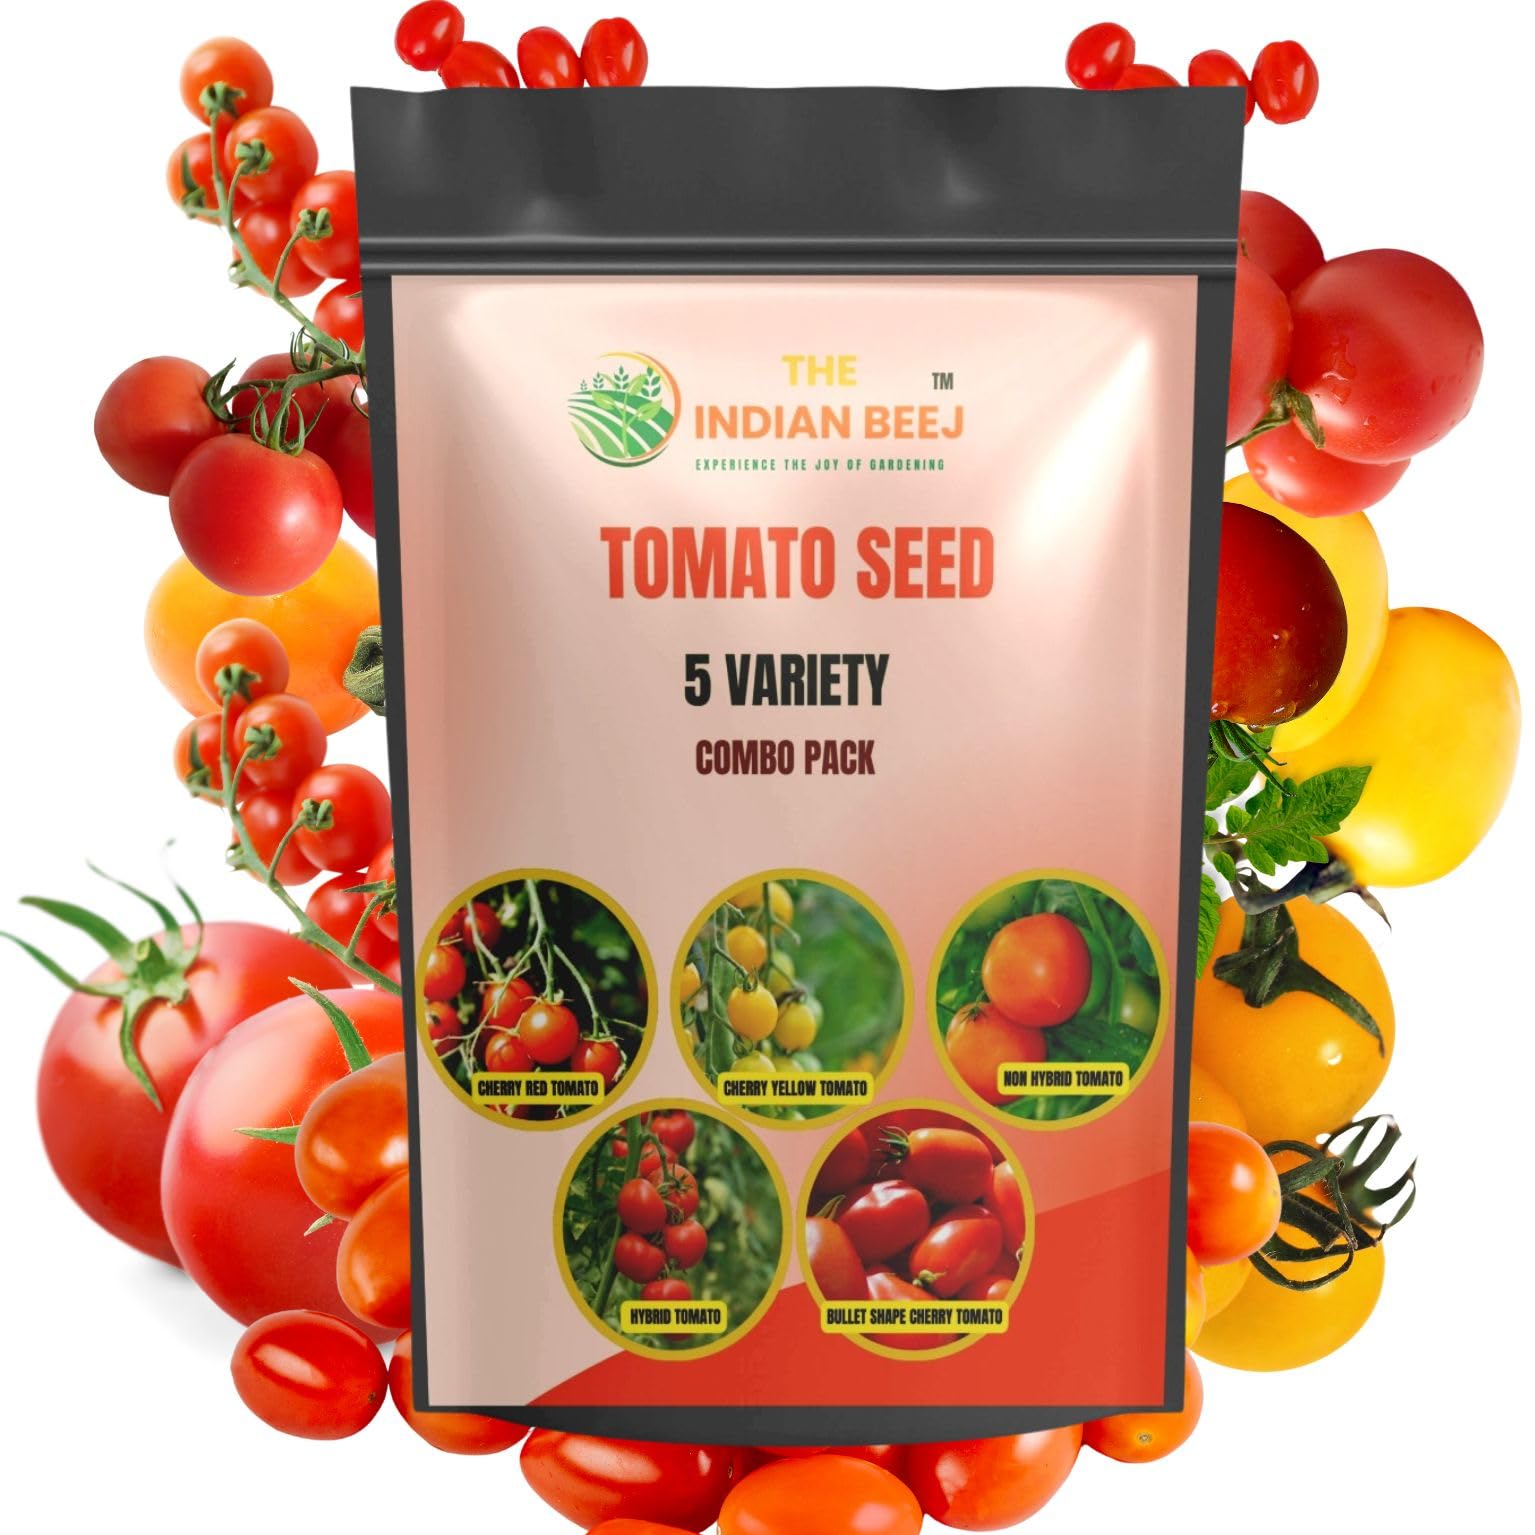 THE
INDIAN BEEJ
TM
EXPERIENCE THE JOY OF GARDENING
TOMATO SEED
5 VARIETY
COMBO PACK
CHERRY RED TOMATO
CHERRY YELLOW TOMATO
NON HYBRID TOMATO
HYBRID TOMATO
BULLET SHAPE CHERRY TOMATO